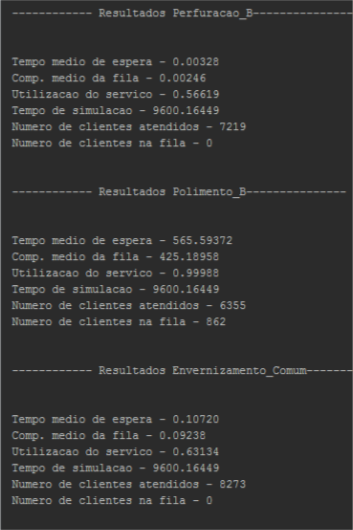 ------------ Resultados Perfuracao_B---------------
Tempo medio de espera - 0.00328
Comp. medio da fila - 0.00246
Utilizacao do servico - 0.56619
Tempo de simulacao - 9600.16449
Numero de clientes atendidos - 7219
Numero de clientes na fila - 0
------------ Resultados Polimento_B---------------
Tempo medio de espera - 565.59372
Comp. medio da fila - 425.18958
Utilizacao do servico - 0.99988
Tempo de simulacao - 9600.16449
Numero de clientes atendidos - 6355
Numero de clientes na fila - 862
------------ Resultados Envernizamento_Comum-------
Tempo medio de espera - 0.10720
Comp. medio da fila - 0.09238
Utilizacao do servico - 0.63134
Tempo de simulacao - 9600.16449
Numero de clientes atendidos - 8273
Numero de clientes na fila - 0